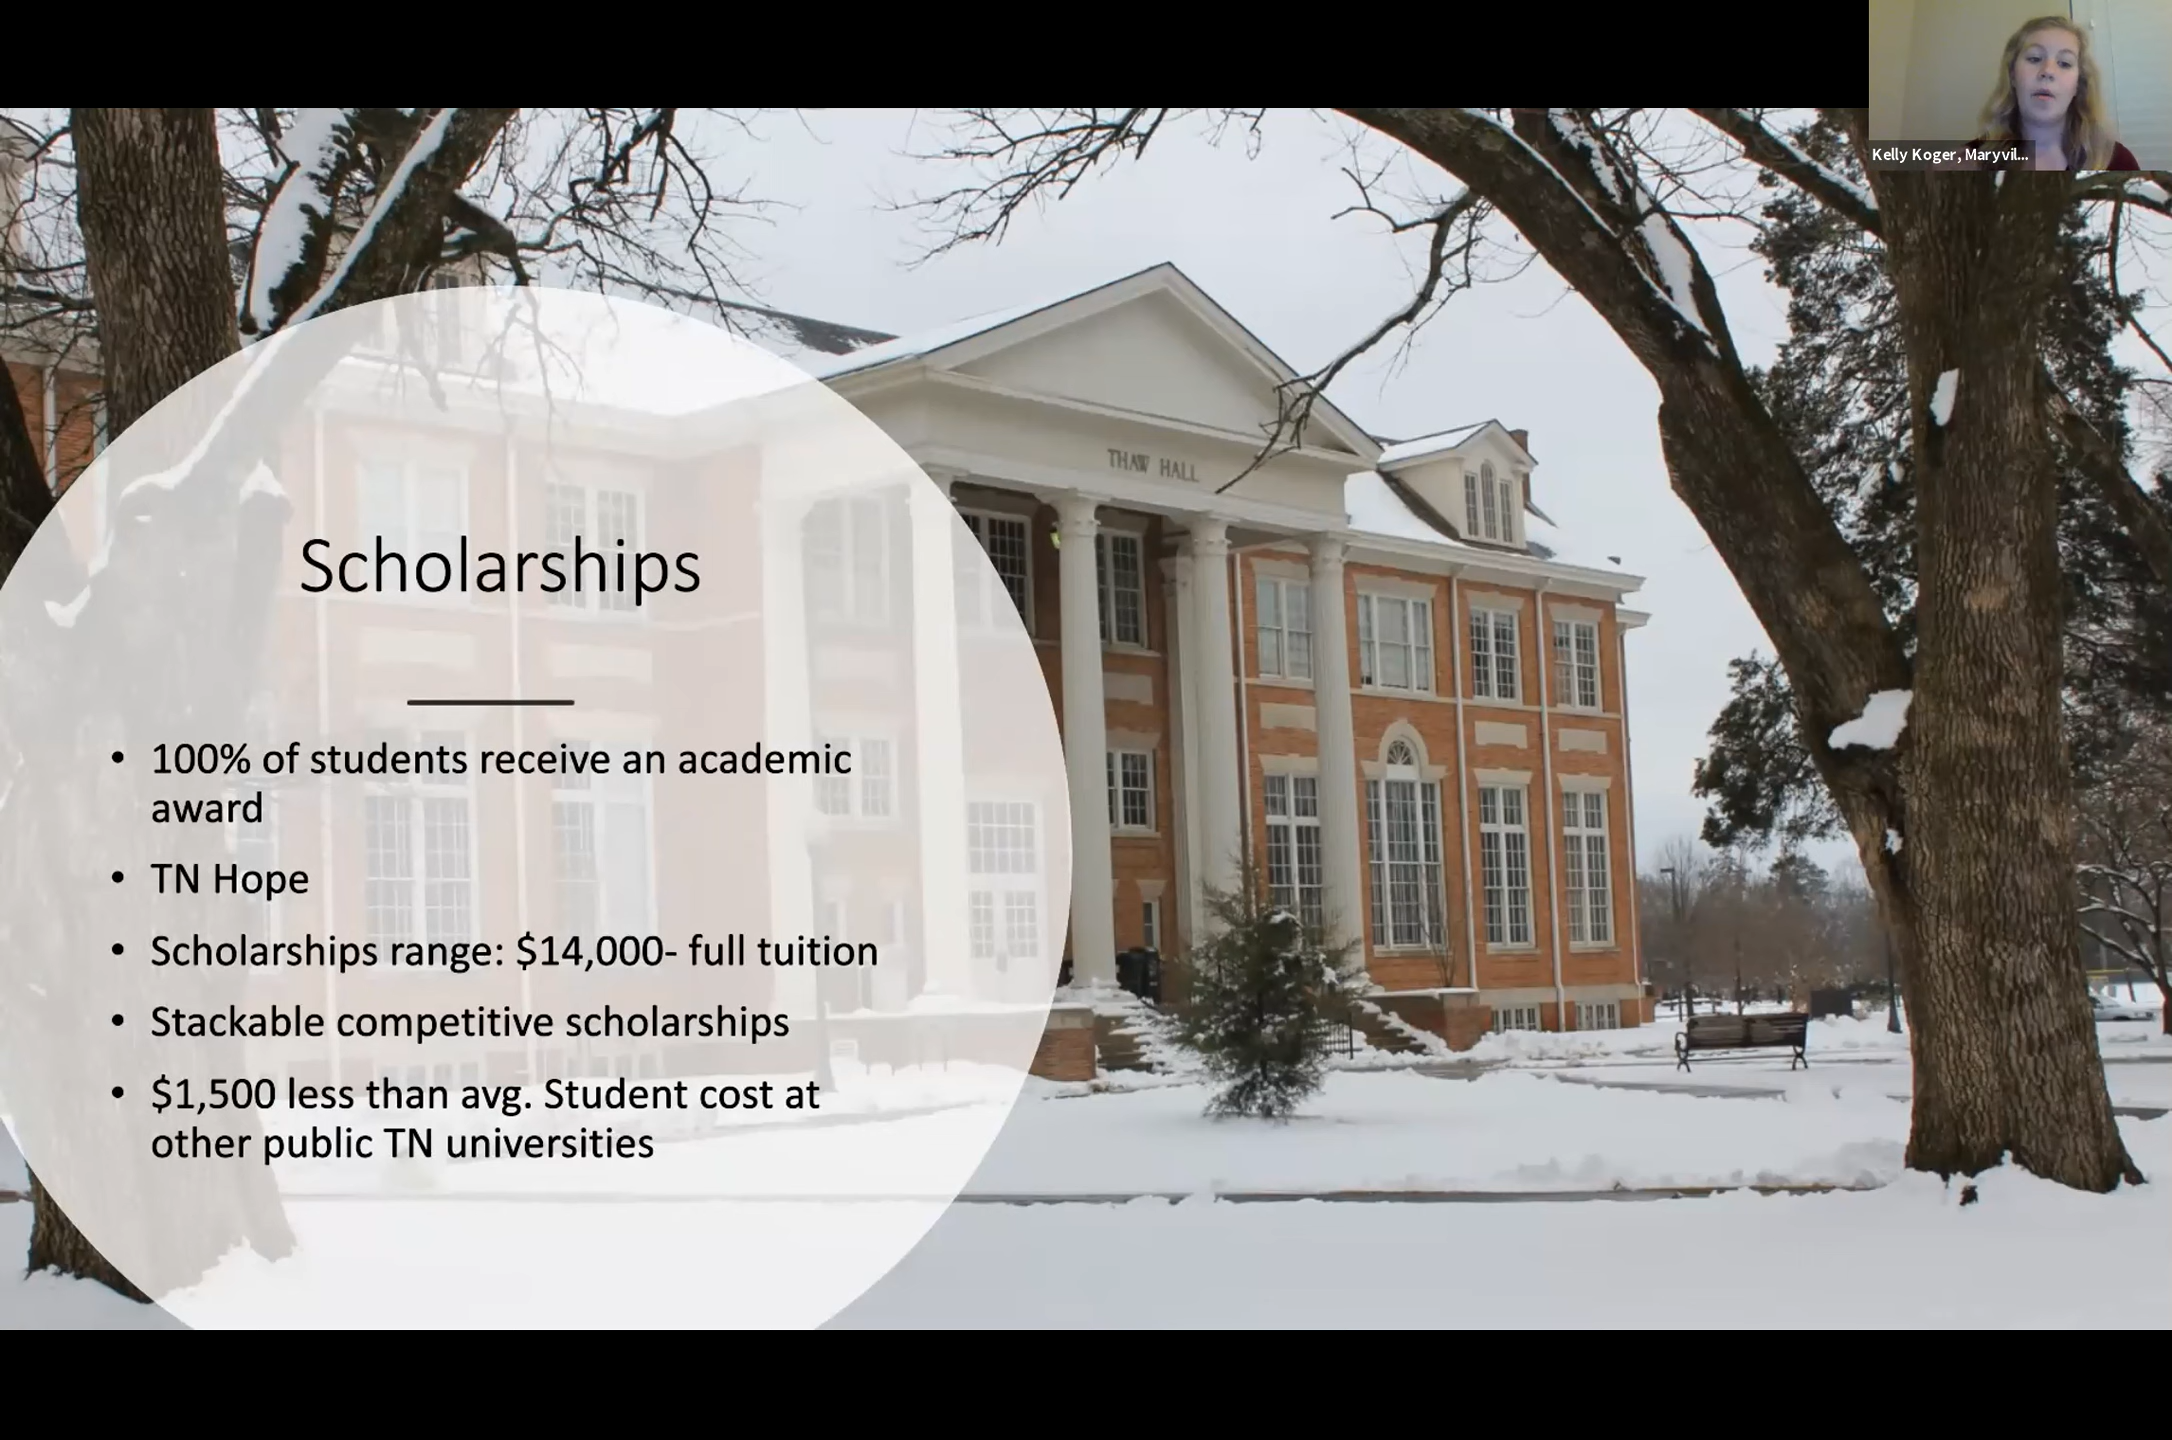 Kelly Koger, Maryvil...
THAW HALL
Scholarships
• 100% of students receive an academic
award
• TN Hope
• Scholarships range: $14,000- full tuition
• Stackable competitive scholarships
• $1,500 less than avg. Student cost at
other public TN universities